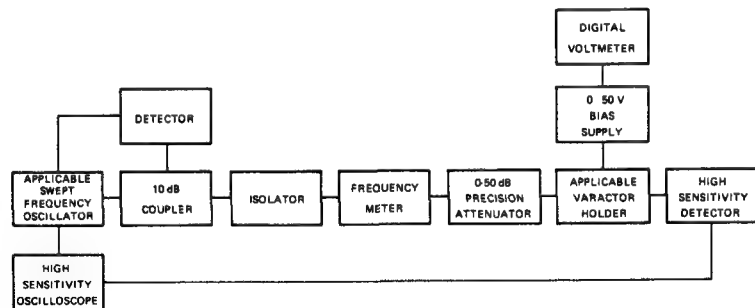 DIGITAL
VOLTMETER
0 50 V
BIAS
SUPPLY
DETECTOR
APPLICABLE
SWEPT
FREQUENCY
OSCILLATOR
10 dB
COUPLER
ISOLATOR
FREQUENCY
METER
0-50 dB
PRECISION
ATTENUATOR
APPLICABLE
VARACTOR
HOLDER
HIGH
SENSITIVITY
DETECTOR
HIGH
SENSITIVITY
OSCILLOSCOPE